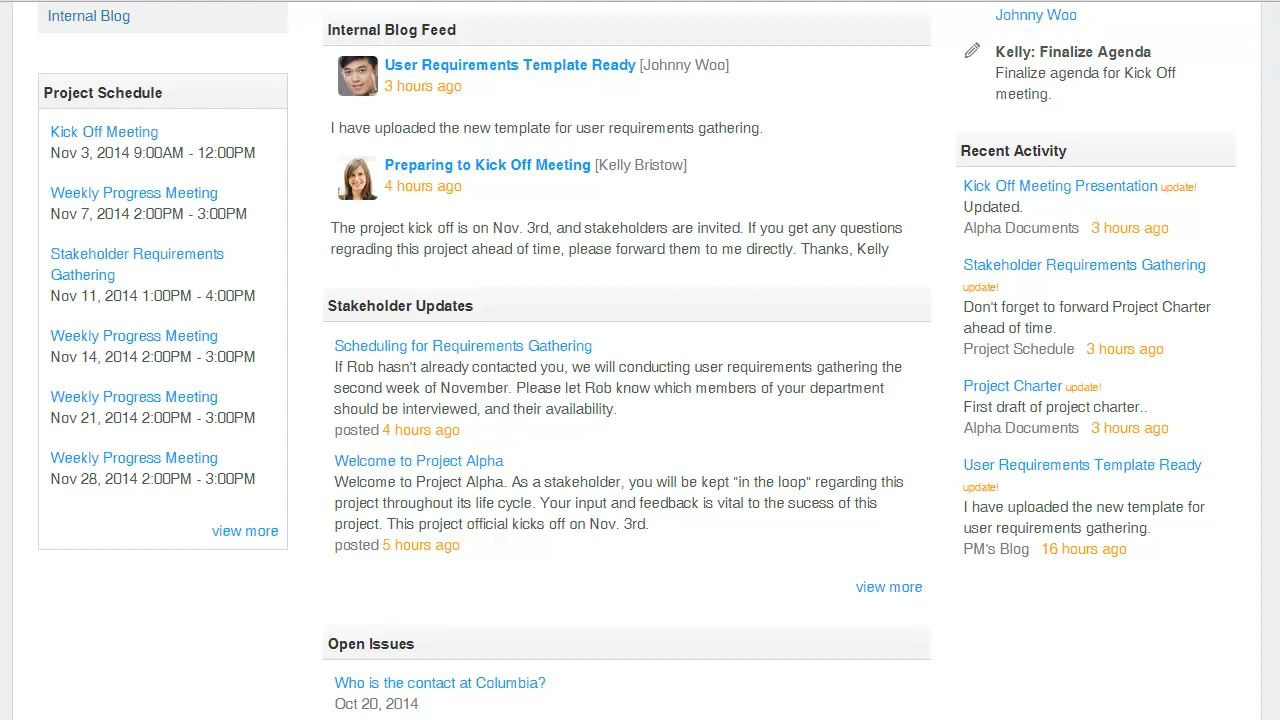 Internal Blog
Project Schedule
Kick Off Meeting
Nov 3, 2014 9:00AM - 12:00PM
Weekly Progress Meeting
Nov 7, 2014 2:00PM - 3:00PM
Stakeholder Requirements
Gathering
Nov 11, 2014 1:00PM - 4:00PM
Weekly Progress Meeting
Nov 14, 2014 2:00PM - 3:00PM
Weekly Progress Meeting
Nov 21, 2014 2:00PM - 3:00PM
Weekly Progress Meeting
Nov 28, 2014 2:00PM - 3:00PM
view more
Internal Blog Feed
User Requirements Template Ready [Johnny Woo]
3 hours ago
I have uploaded the new template for user requirements gathering.
Preparing to Kick Off Meeting [Kelly Bristow]
4 hours ago
The project kick off is on Nov. 3rd, and stakeholders are invited. If you get any questions
regrading this project ahead of time, please forward them to me directly. Thanks, Kelly
Stakeholder Updates
Scheduling for Requirements Gathering
If Rob hasn't already contacted you, we will conducting user requirements gathering the
second week of November. Please let Rob know which members of your department
should be interviewed, and their availability.
posted 4 hours ago
Welcome to Project Alpha
Welcome to Project Alpha. As a stakeholder, you will be kept "in the loop" regarding this
project throughout its life cycle. Your input and feedback is vital to the sucess of this
project. This project official kicks off on Nov. 3rd.
posted 5 hours ago
view more
Open Issues
Who is the contact at Columbia?
Oct 20, 2014
Johnny Woo
Kelly: Finalize Agenda
Finalize agenda for Kick Off
meeting.
Recent Activity
Kick Off Meeting Presentation update!
Updated.
Alpha Documents 3 hours ago
Stakeholder Requirements Gathering
update!
Don't forget to forward Project Charter
ahead of time.
Project Schedule 3 hours ago
Project Charter update!
First draft of project charter..
Alpha Documents 3 hours ago
User Requirements Template Ready
update!
I have uploaded the new template for
user requirements gathering.
PM's Blog 16 hours ago